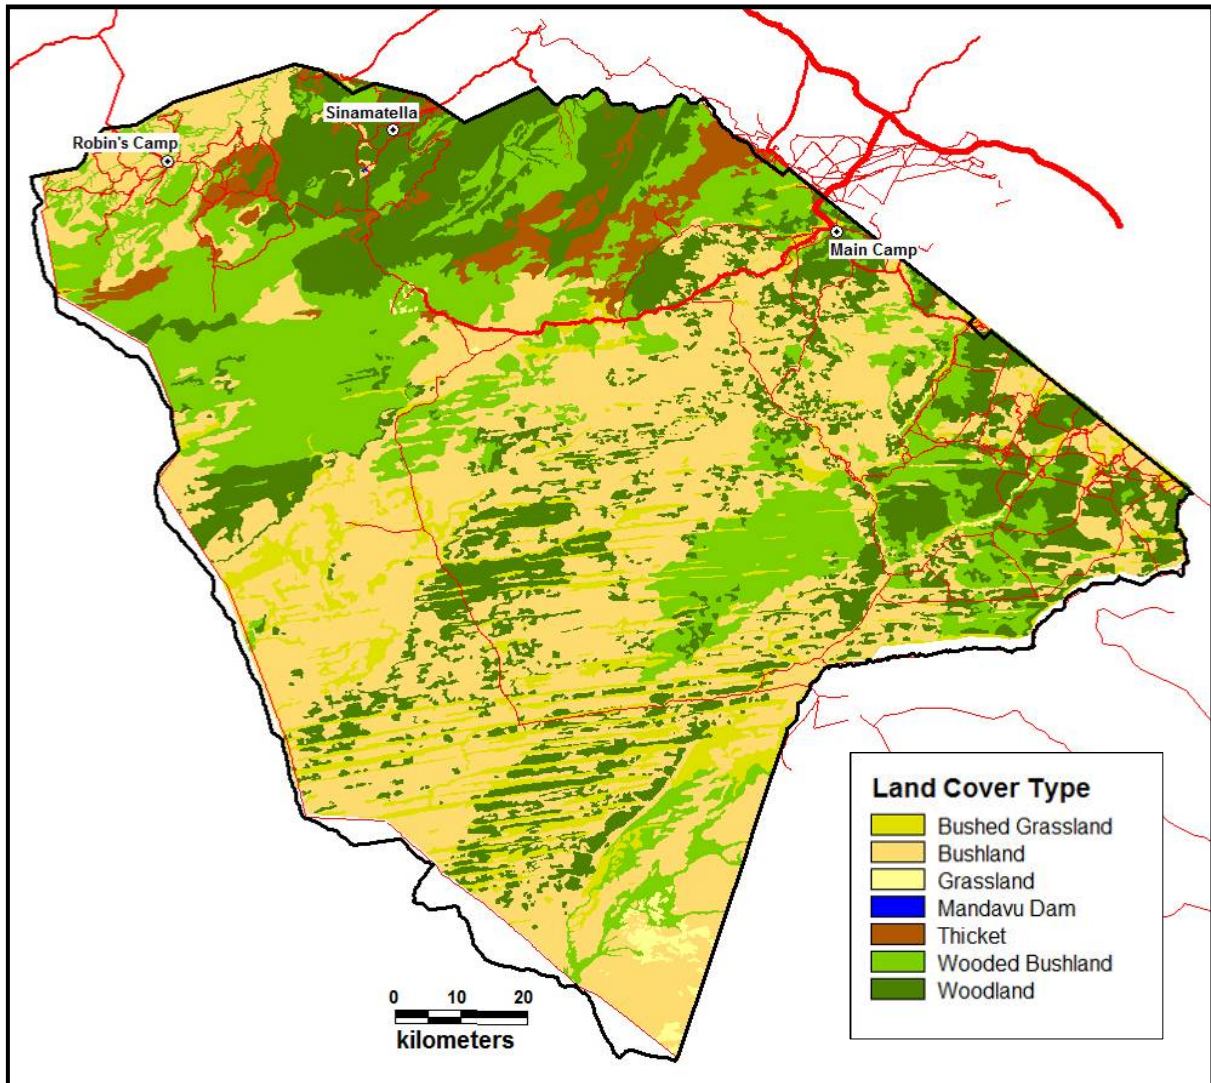 Sinamatella
Robin's Camp
Main Camp
Land Cover Type
Bushed Grassland
Bushland
Grassland
Mandavu Dam
Thicket
Wooded Bushland
Woodland
0 10 20
kilometers